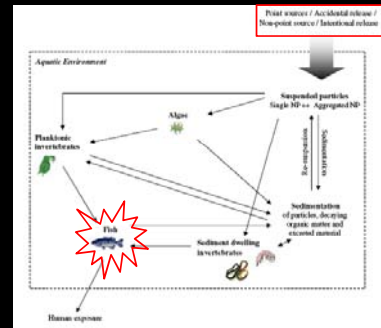 Point sources / Accidental release /
Non-point source / Intentional release
Aquatic Environment
Suspended particles
Single NP ↔ Aggregated NP
Algae
Planktonic
invertebrates
Re-suspension
Sedimentation
Sedimentation
of particles, decaying
organic matter and
excreted material
Fish
Sediment dwelling
invertebrates
Human exposure